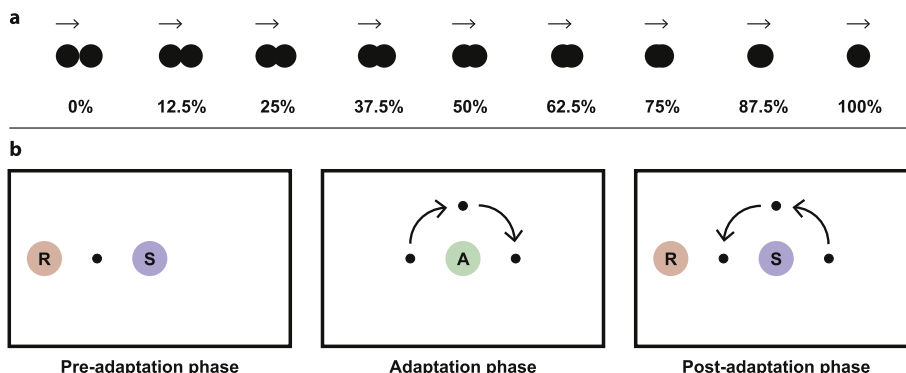 a
0% 12.5% 25% 37.5% 50% 62.5% 75% 87.5% 100%
b
R S A R S
Pre-adaptation phase Adaptation phase Post-adaptation phase